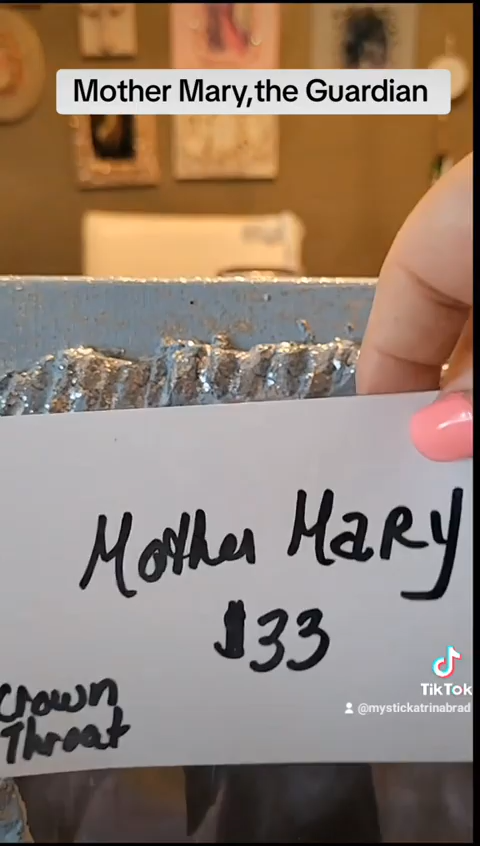 Mother Mary,the Guardian
Mother Mary
$33
Crown
Throat
TikTok
@mystickatrinabrad